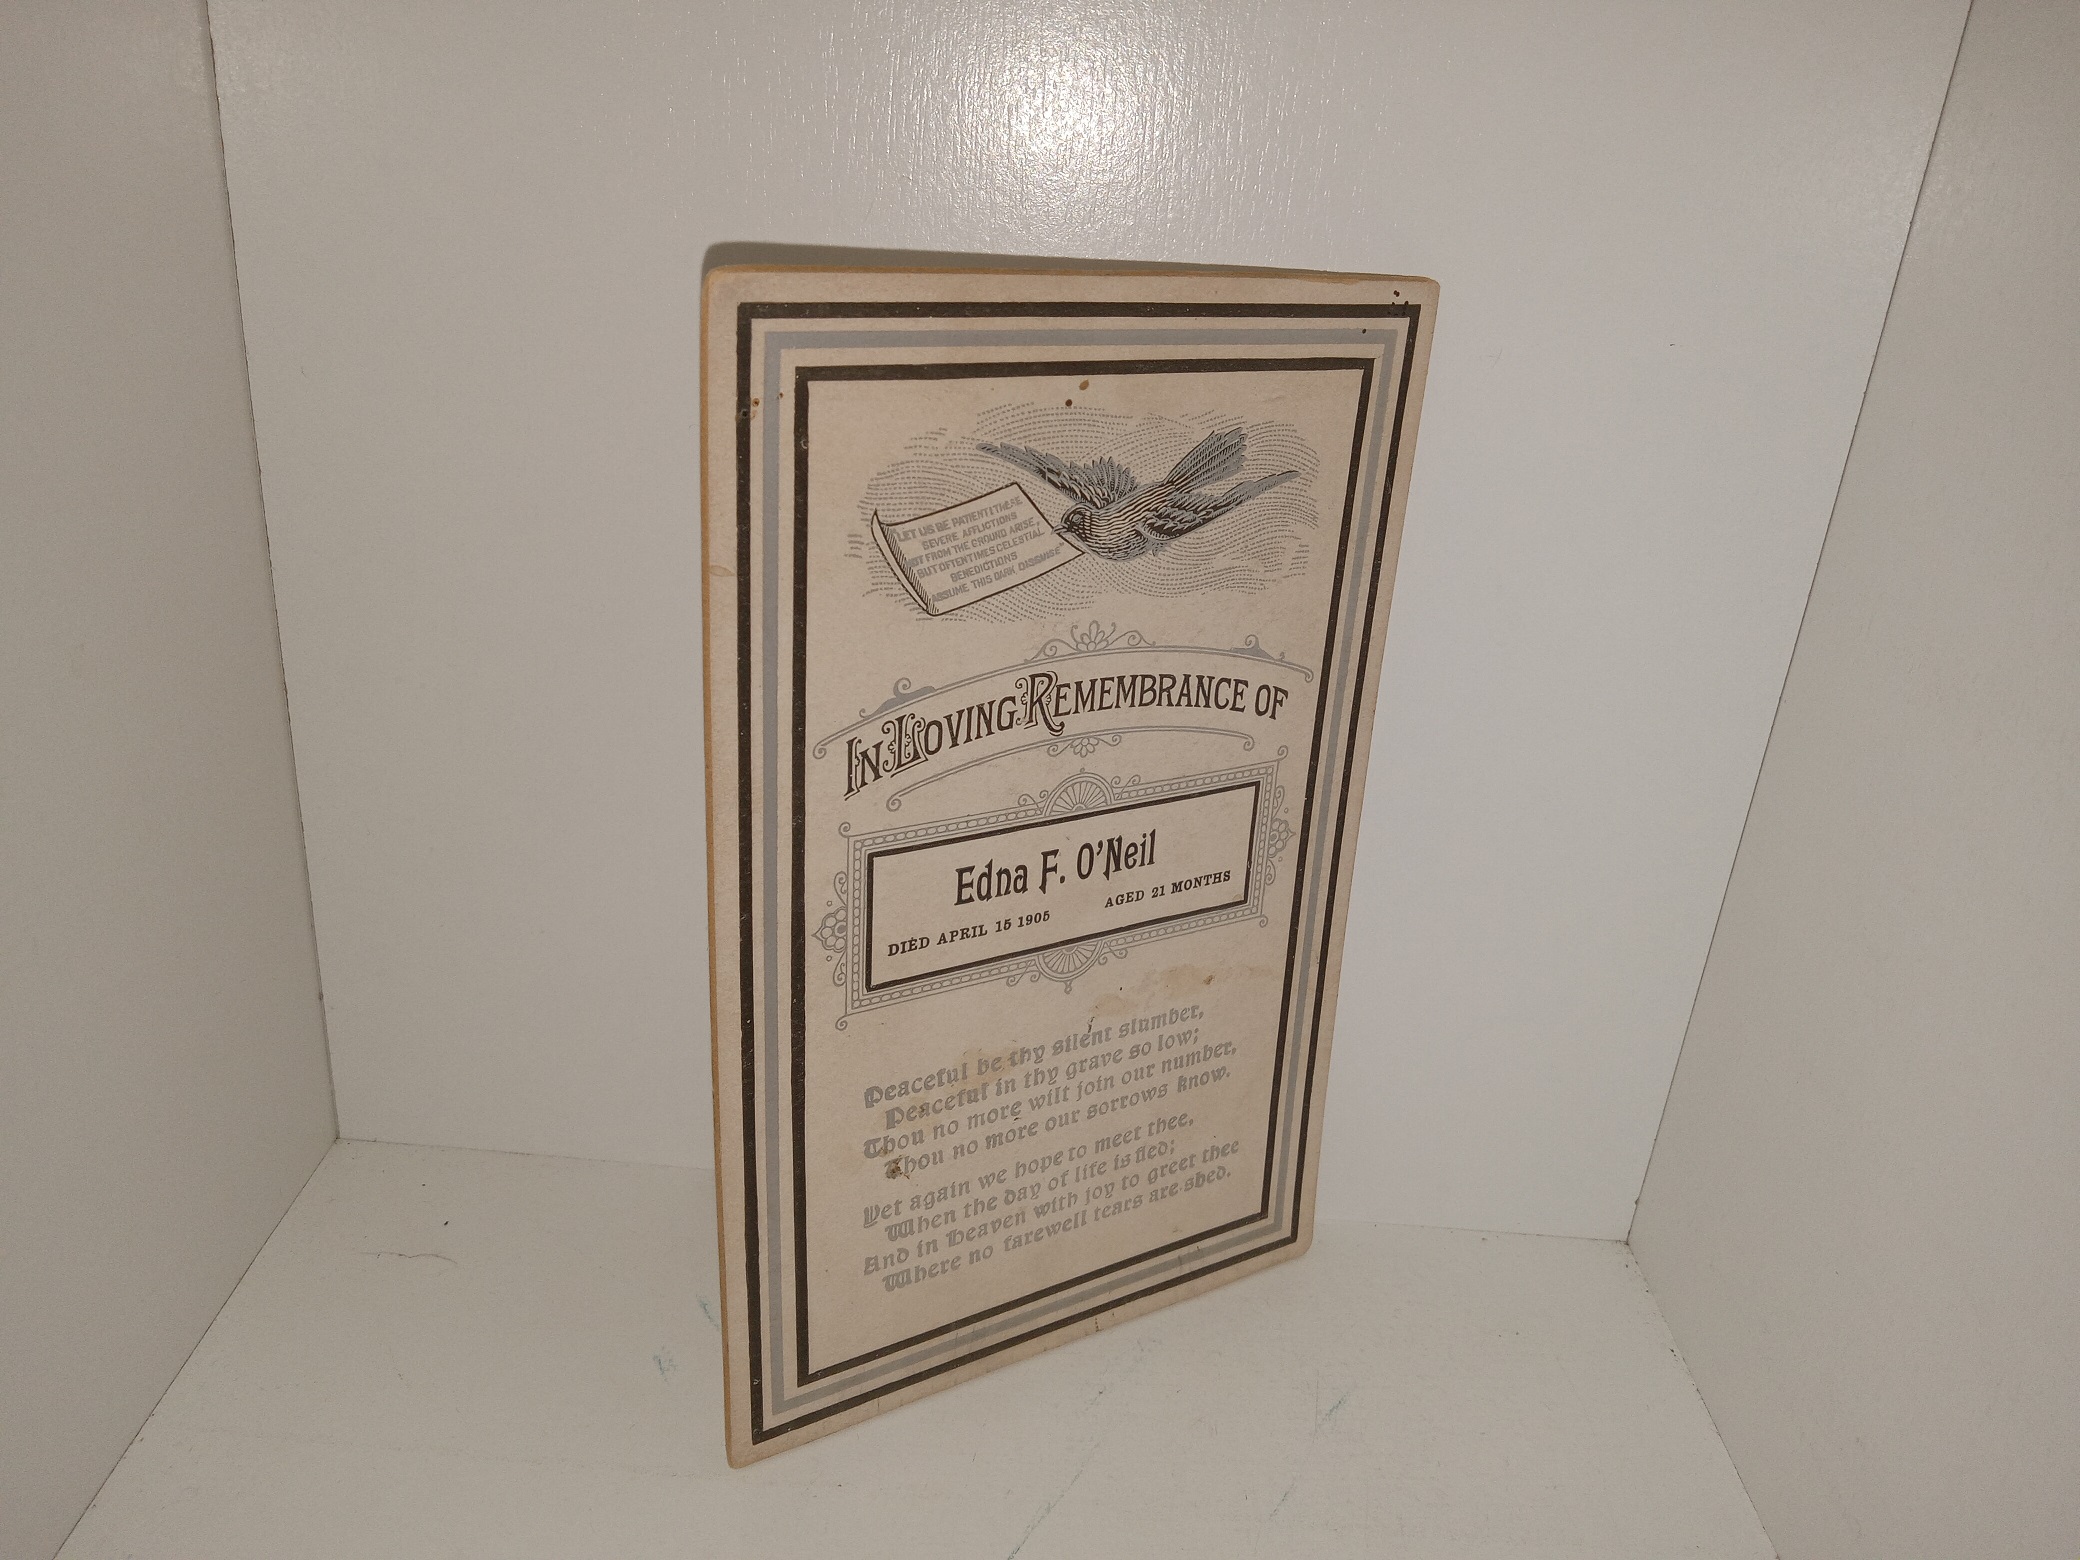 LET US BE PATIENT! THESE
SEVERE AFFLICTIONS
NOT FROM THE GROUND ARISE,
BUT OFTENTIMES CELESTIAL
BENEDICTIONS
ASSUME THIS DARK DISGUISE"
IN LOVING REMEMBRANCE OF
Edna F. O'Neil
DIED APRIL 15 1905 AGED 21 MONTHS
Peaceful be thy silent slumber,
Peaceful in thy grave so low;
Thou no more wilt join our number,
Thou no more our sorrows know.
Yet again we hope to meet thee,
When the day of life is fled;
And in Heaven with joy to greet thee
Where no farewell tears are shed.